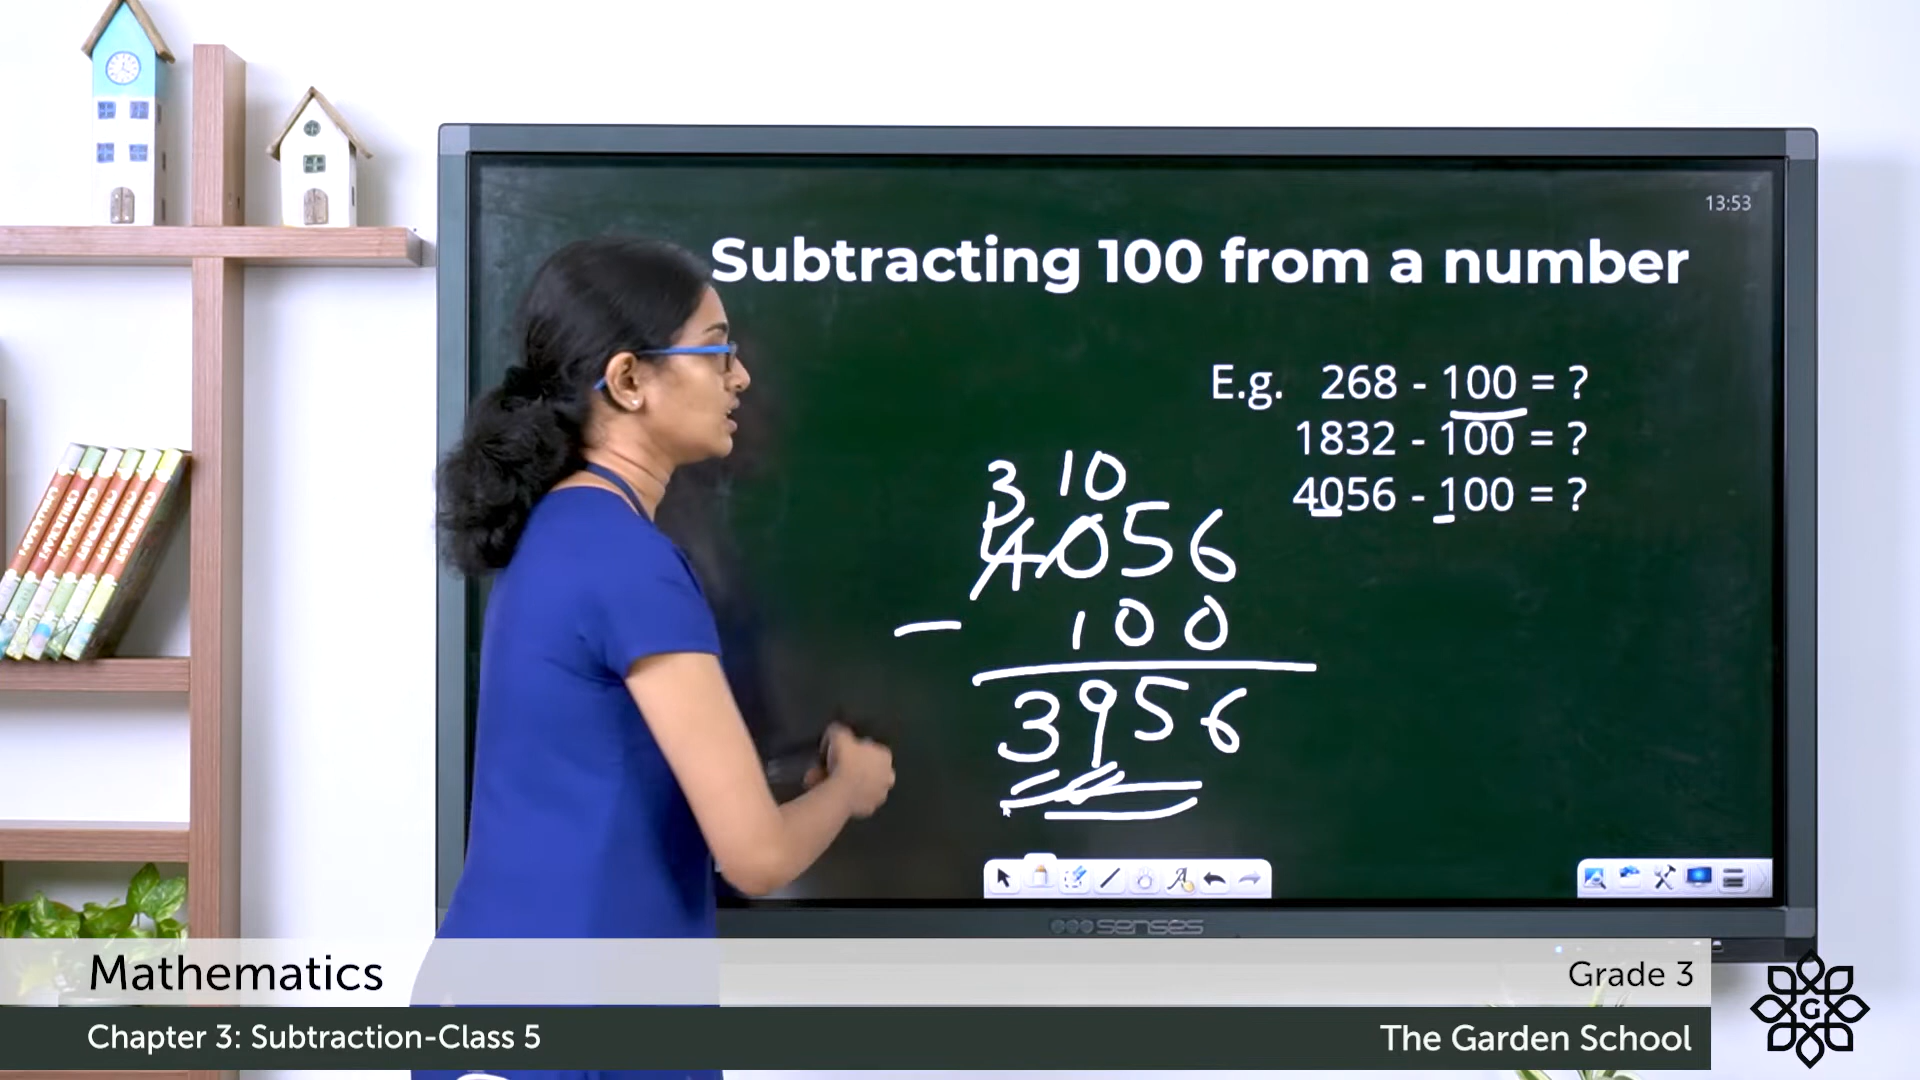 13:53
Subtracting 100 from a number
E.g. 268 - 100 = ?
1832 - 100 = ?
4056 - 100 = ?
3 10
4056
- 100
3956
senses
Mathematics
Grade 3
Chapter 3: Subtraction-Class 5
The Garden School
G